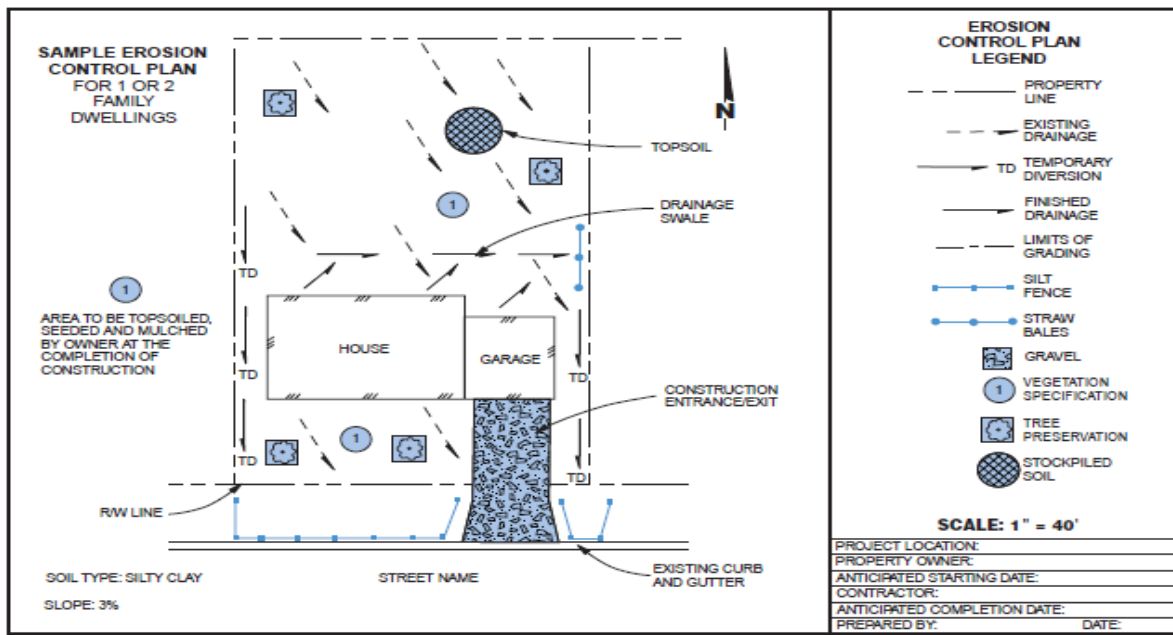 SAMPLE EROSION
CONTROL PLAN
FOR 1 OR 2
FAMILY
DWELLINGS
N
TOPSOIL
1
DRAINAGE
SWALE
TD
TD
1
AREA TO BE TOPSOILED,
SEEDED AND MULCHED
BY OWNER AT THE
COMPLETION OF
CONSTRUCTION
HOUSE
GARAGE
TD
TD
CONSTRUCTION
ENTRANCE/EXIT
1
TD
TD
R/W LINE
EXISTING CURB
AND GUTTER
SOIL TYPE: SILTY CLAY
STREET NAME
SLOPE: 3%
EROSION
CONTROL PLAN
LEGEND
PROPERTY
LINE
EXISTING
DRAINAGE
TD TEMPORARY
DIVERSION
FINISHED
DRAINAGE
LIMITS OF
GRADING
SILT
FENCE
STRAW
BALES
GRAVEL
1 VEGETATION
SPECIFICATION
TREE
PRESERVATION
STOCKPILED
SOIL
SCALE: 1" = 40'
PROJECT LOCATION:
PROPERTY OWNER:
ANTICIPATED STARTING DATE:
CONTRACTOR:
ANTICIPATED COMPLETION DATE:
PREPARED BY: DATE: